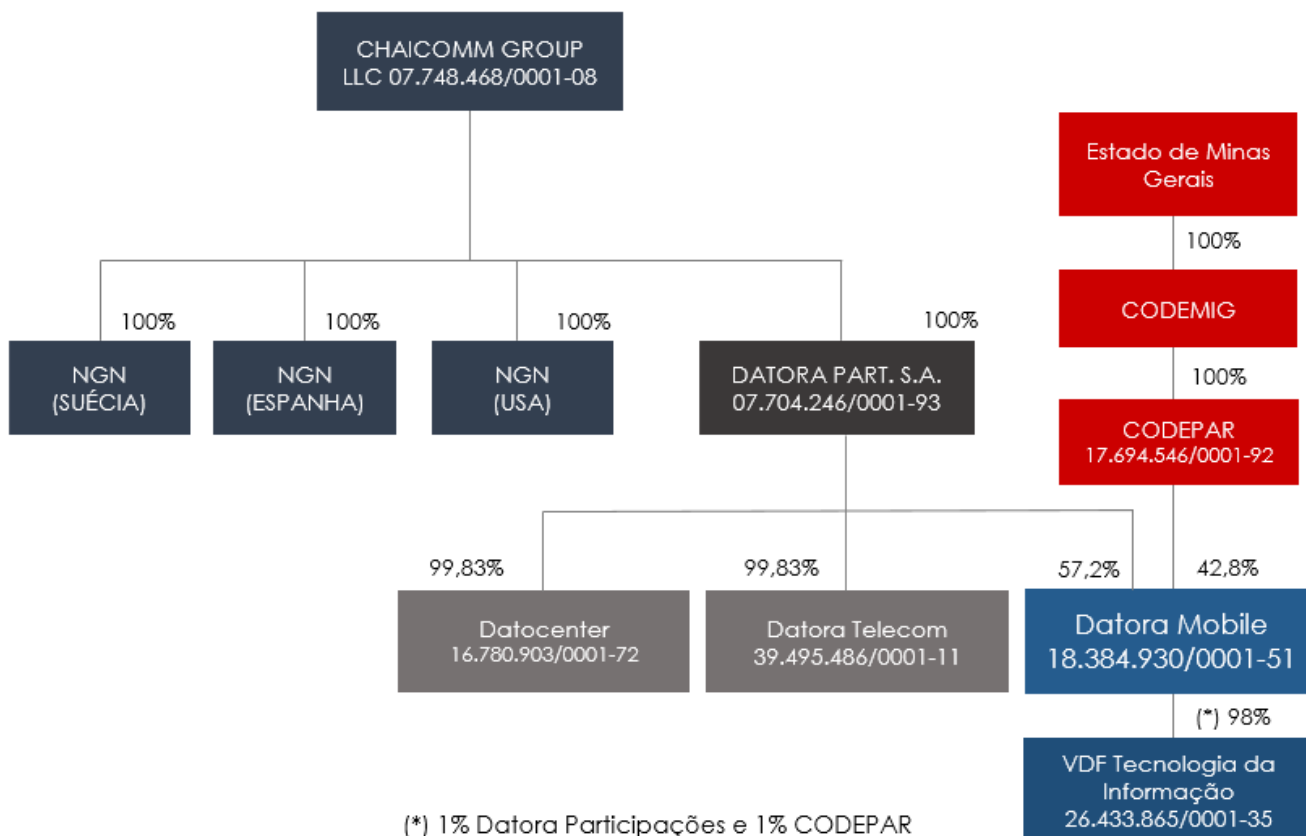 CHAICOMM GROUP
LLC 07.748.468/0001-08
Estado de Minas
Gerais
100%
CODEMIG
100%
100%
100%
100%
100%
NGN
(SUÉCIA)
NGN
(ESPANHA)
NGN
(USA)
DATORA PART. S.A.
07.704.246/0001-93
CODEPAR
17.694.546/0001-92
99,83%
99,83%
57,2%
42,8%
Datocenter
16.780.903/0001-72
Datora Telecom
39.495.486/0001-11
Datora Mobile
18.384.930/0001-51
(*) 98%
VDF Tecnologia da
Informação
26.433.865/0001-35
(*) 1% Datora Participações e 1% CODEPAR